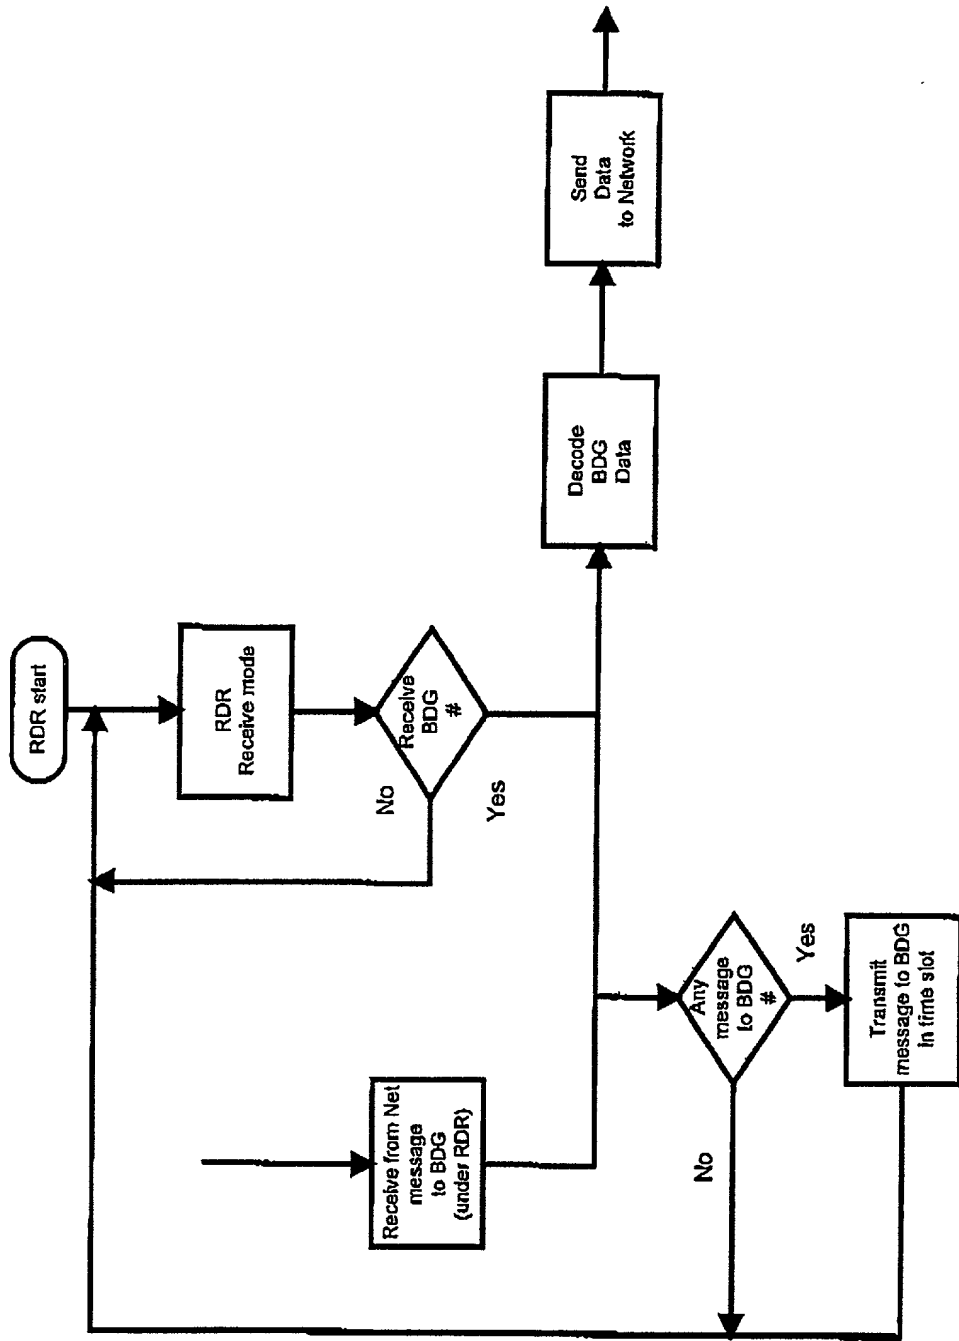 RDR start
RDR
Receive mode
Receive
BDG
#
No
Yes
Receive from Net
message
to BDG
(under RDR)
Decode
BDG
Data
Send
Data
to Network
Any
message
to BDG
#
No
Yes
Transmit
message to BDG
in time slot